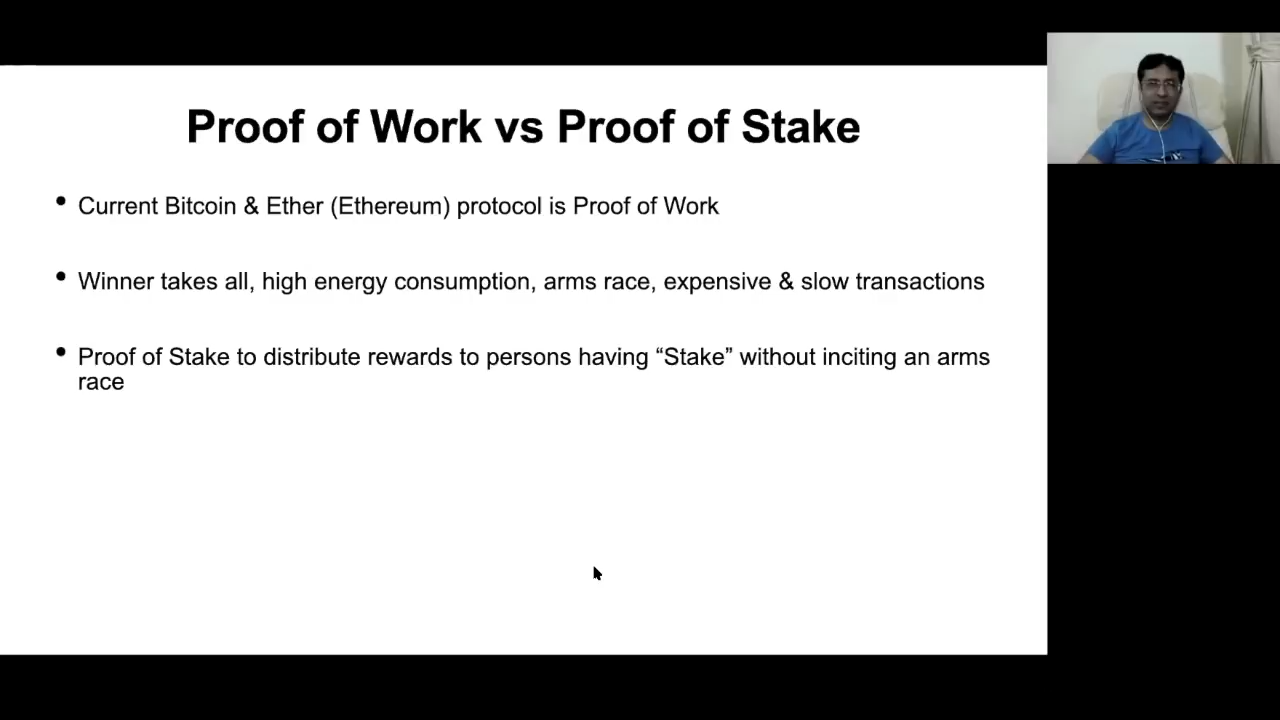 Proof of Work vs Proof of Stake
• Current Bitcoin & Ether (Ethereum) protocol is Proof of Work
• Winner takes all, high energy consumption, arms race, expensive & slow transactions
• Proof of Stake to distribute rewards to persons having “Stake” without inciting an arms
race